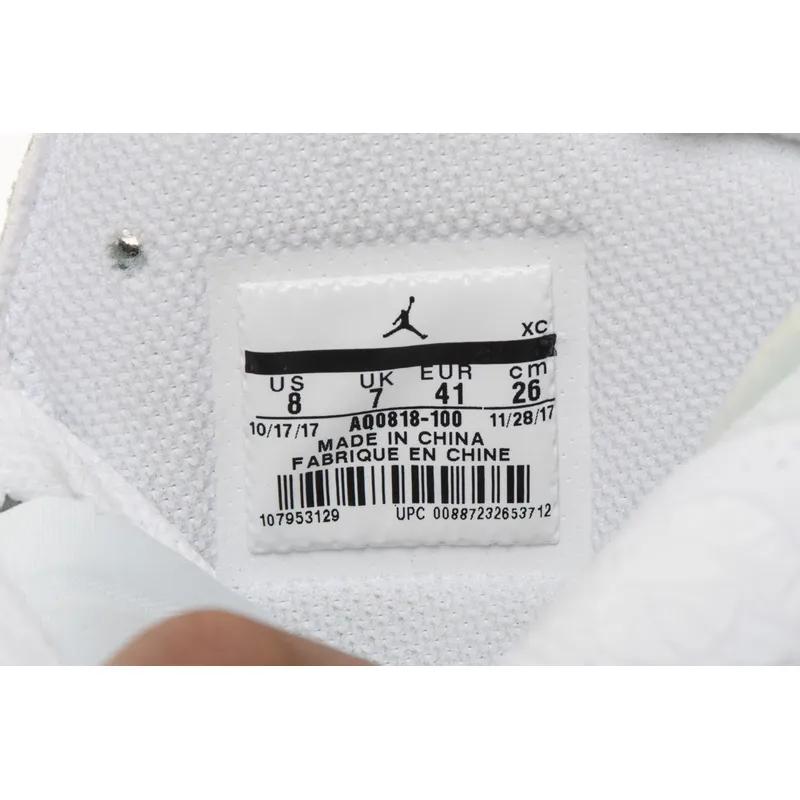 XC
US UK EUR cm
8 7 41 26
10/17/17 AQ0818-100 11/28/17
MADE IN CHINA
FABRIQUE EN CHINE
107953129 UPC 00887232653712